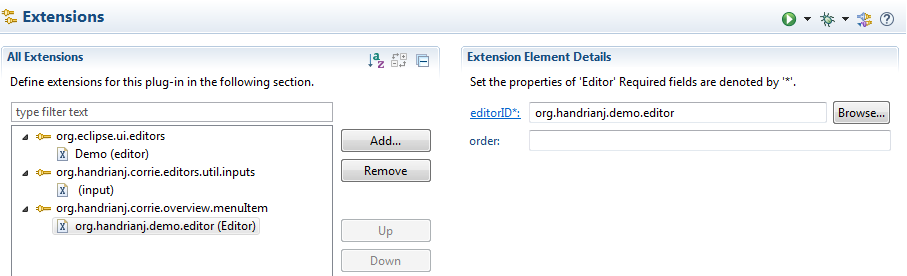 Extensions
All Extensions
Define extensions for this plug-in in the following section.
type filter text
org.eclipse.ui.editors
Demo (editor)
org.handrianj.corrie.editors.util.inputs
(input)
org.handrianj.corrie.overview.menuItem
org.handrianj.demo.editor (Editor)
Add...
Remove
Up
Down
Extension Element Details
Set the properties of 'Editor' Required fields are denoted by '*'.
editorID*: org.handrianj.demo.editor Browse...
order: